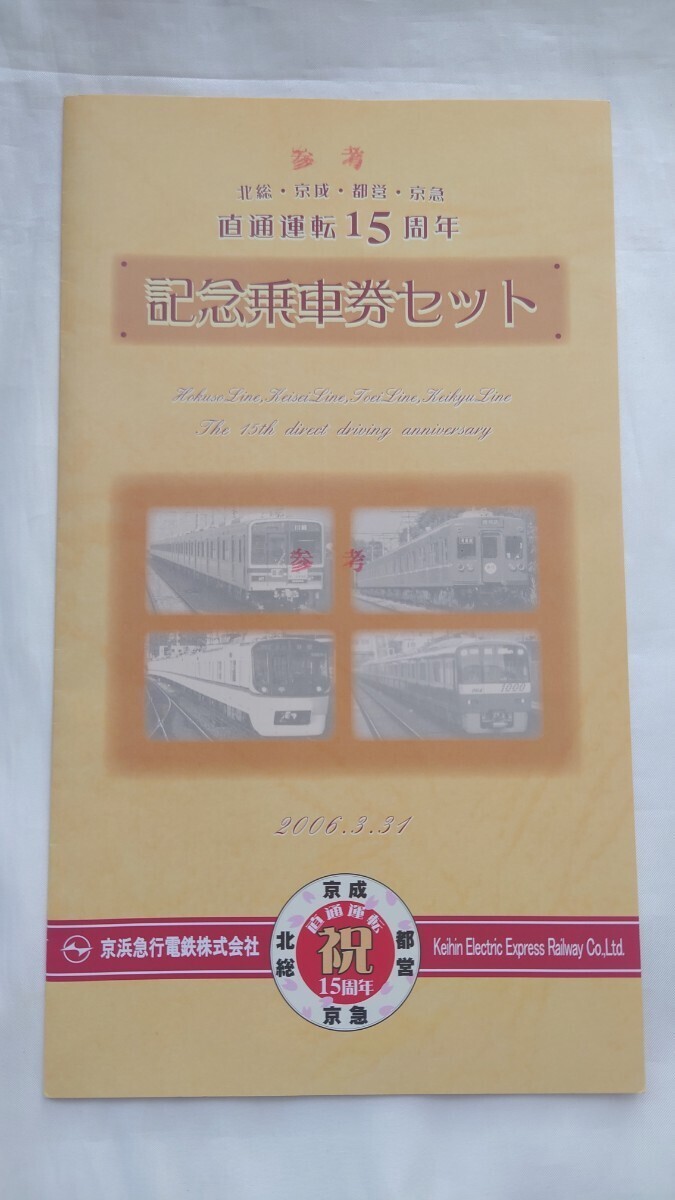 参考
北総・京成・都営・京急
直通運転15周年
記念乗車券セット
Hokuso Line, Keisei Line, Toei Line, Keikyu Line
The 15th direct driving anniversary
参考
1000
2006.3.31
京浜急行電鉄株式会社
京成
北総
都営
京急
直通運転
祝
15周年
Keihin Electric Express Railway Co.,Ltd.